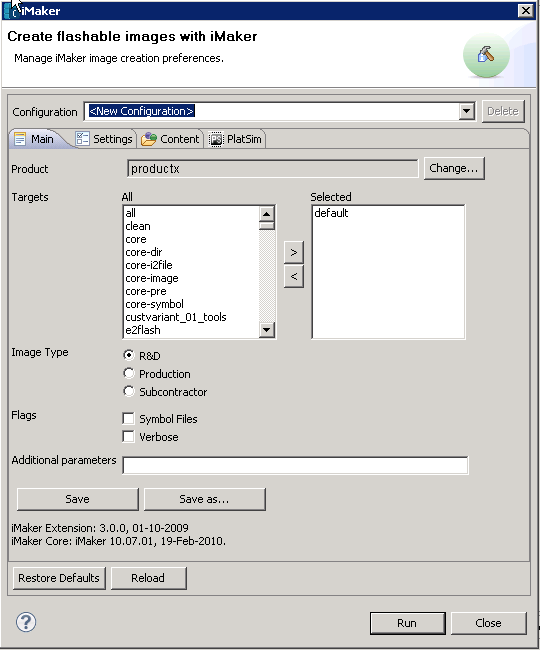 iMaker
Create flashable images with iMaker
Manage iMaker image creation preferences.
Configuration <New Configuration> Delete
Main Settings Content PlatSim
Product productx Change...
Targets All Selected
all default
clean
core
core-dir >
core-i2file
core-image <
core-pre
core-symbol
custvariant_01_tools
e2flash
Image Type R&D
Production
Subcontractor
Flags Symbol Files
Verbose
Additional parameters
Save Save as...
iMaker Extension: 3.0.0, 01-10-2009
iMaker Core: iMaker 10.07.01, 19-Feb-2010.
Restore Defaults Reload
? Run Close